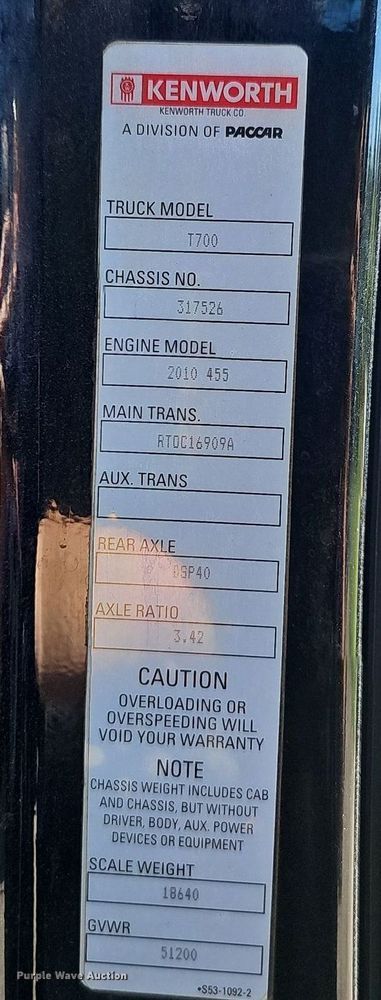 KENWORTH
KENWORTH TRUCK CO.
A DIVISION OF PACCAR
TRUCK MODEL
T700
CHASSIS NO.
317526
ENGINE MODEL
2010 455
MAIN TRANS.
RTOC16909A
AUX. TRANS
REAR AXLE
DSP40
AXLE RATIO
3.42
CAUTION
OVERLOADING OR
OVERSPEEDING WILL
VOID YOUR WARRANTY
NOTE
CHASSIS WEIGHT INCLUDES CAB
AND CHASSIS, BUT WITHOUT
DRIVER, BODY, AUX. POWER
DEVICES OR EQUIPMENT
SCALE WEIGHT
18640
GVWR
51200
•S53-1092-2
Purple Wave Auction